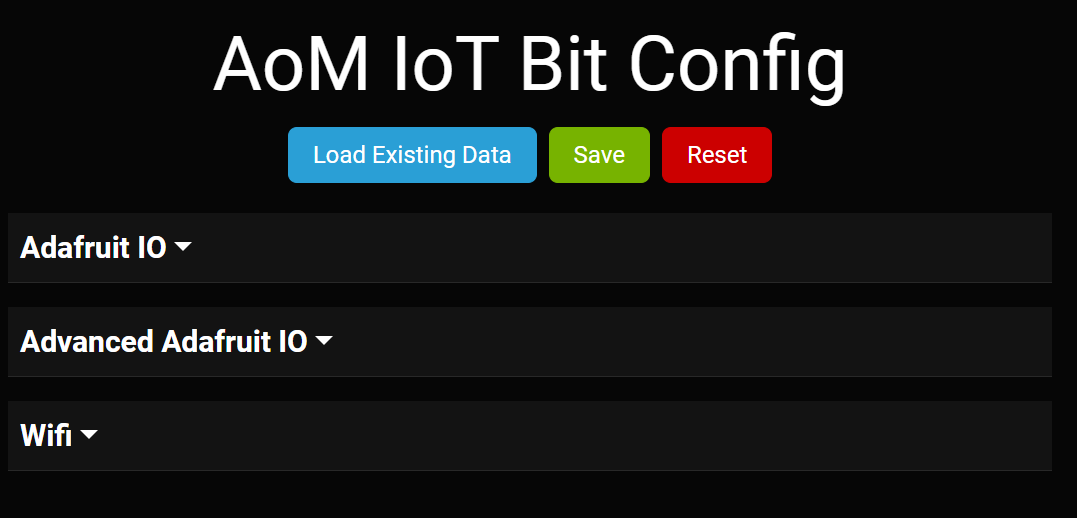 AoM IoT Bit Config
Load Existing Data Save Reset
Adafruit IO
Advanced Adafruit IO
Wifi